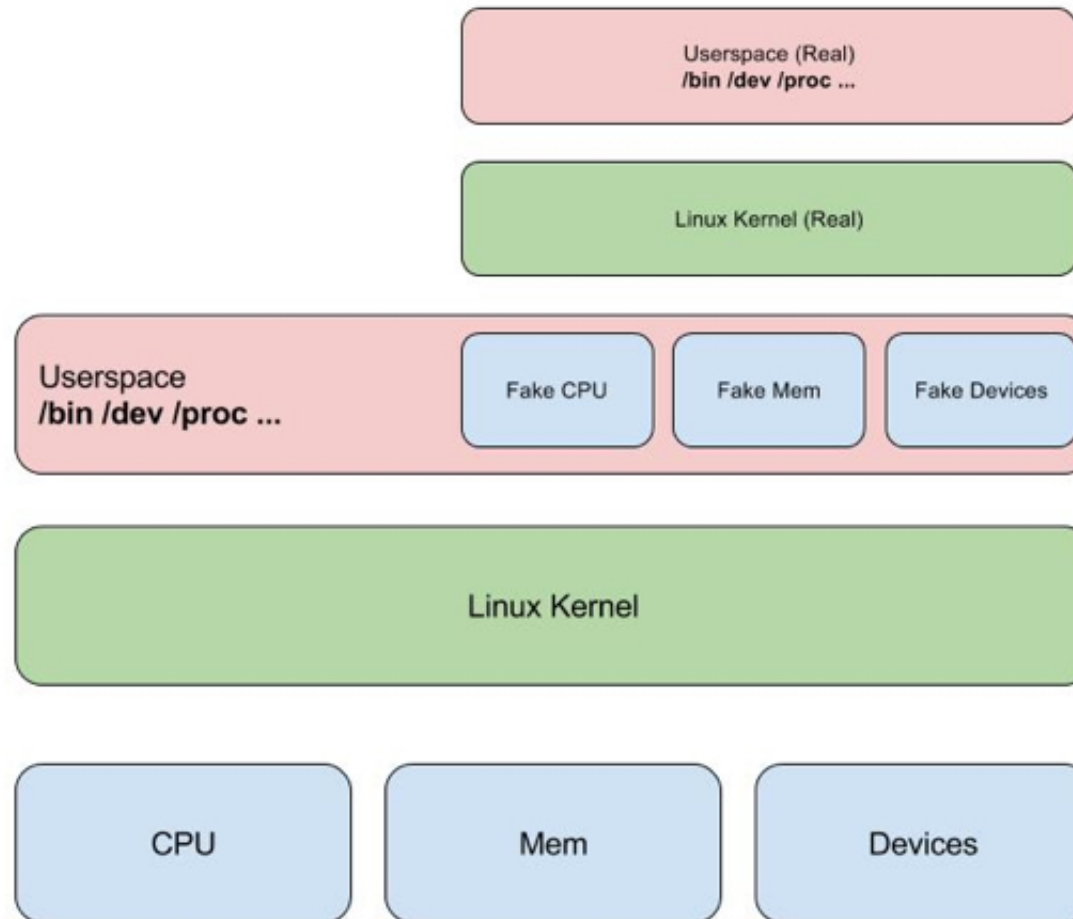 Userspace (Real)
/bin /dev /proc ...
Linux Kernel (Real)
Userspace
/bin /dev /proc ...
Fake CPU
Fake Mem
Fake Devices
Linux Kernel
CPU
Mem
Devices